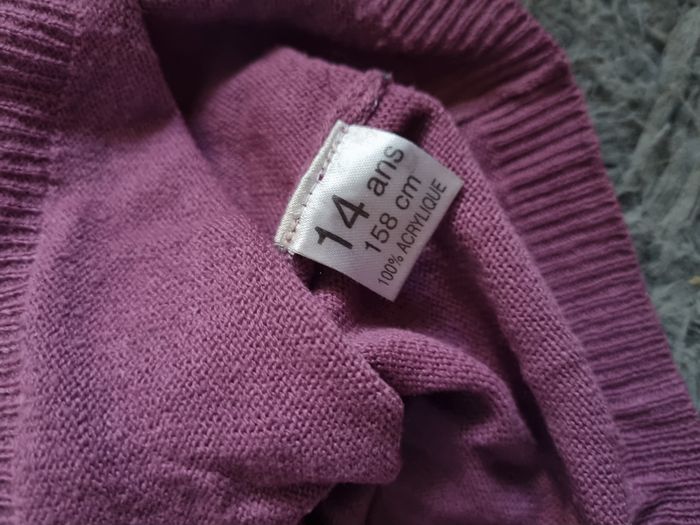 14 ans
158 cm
100% ACRYLIQUE